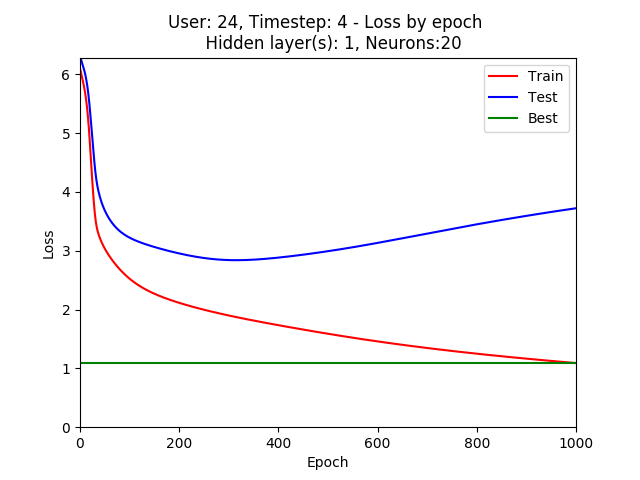 User: 24, Timestep: 4 - Loss by epoch
Hidden layer(s): 1, Neurons:20
Train
Test
Best
Loss
6
5
4
3
2
1
0
0 200 400 600 800 1000
Epoch